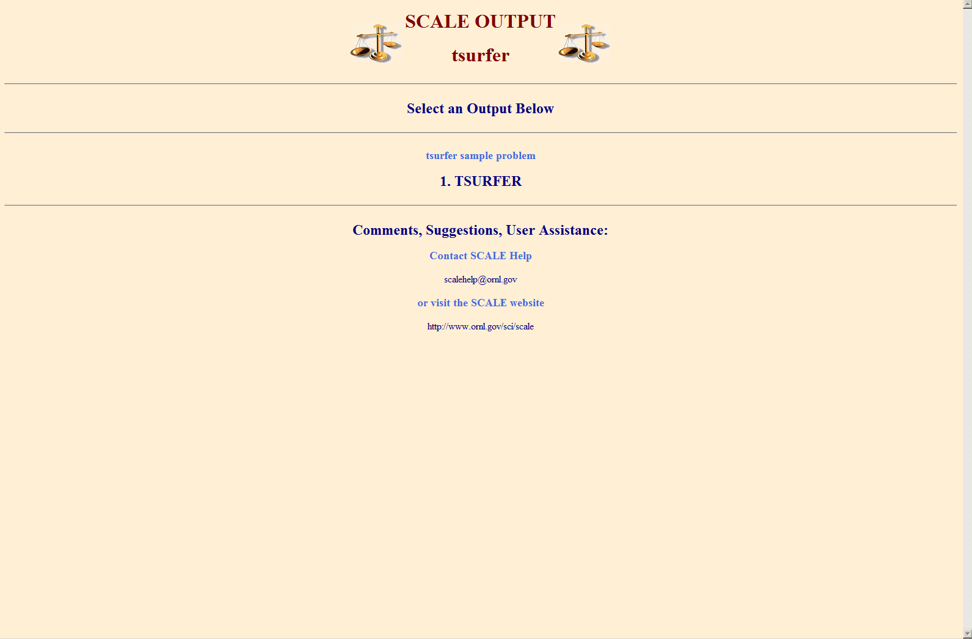 SCALE OUTPUT
tsurfer
Select an Output Below
tsurfer sample problem
1. TSURFER
Comments, Suggestions, User Assistance:
Contact SCALE Help
scalehelp@ornl.gov
or visit the SCALE website
http://www.ornl.gov/sci/scale